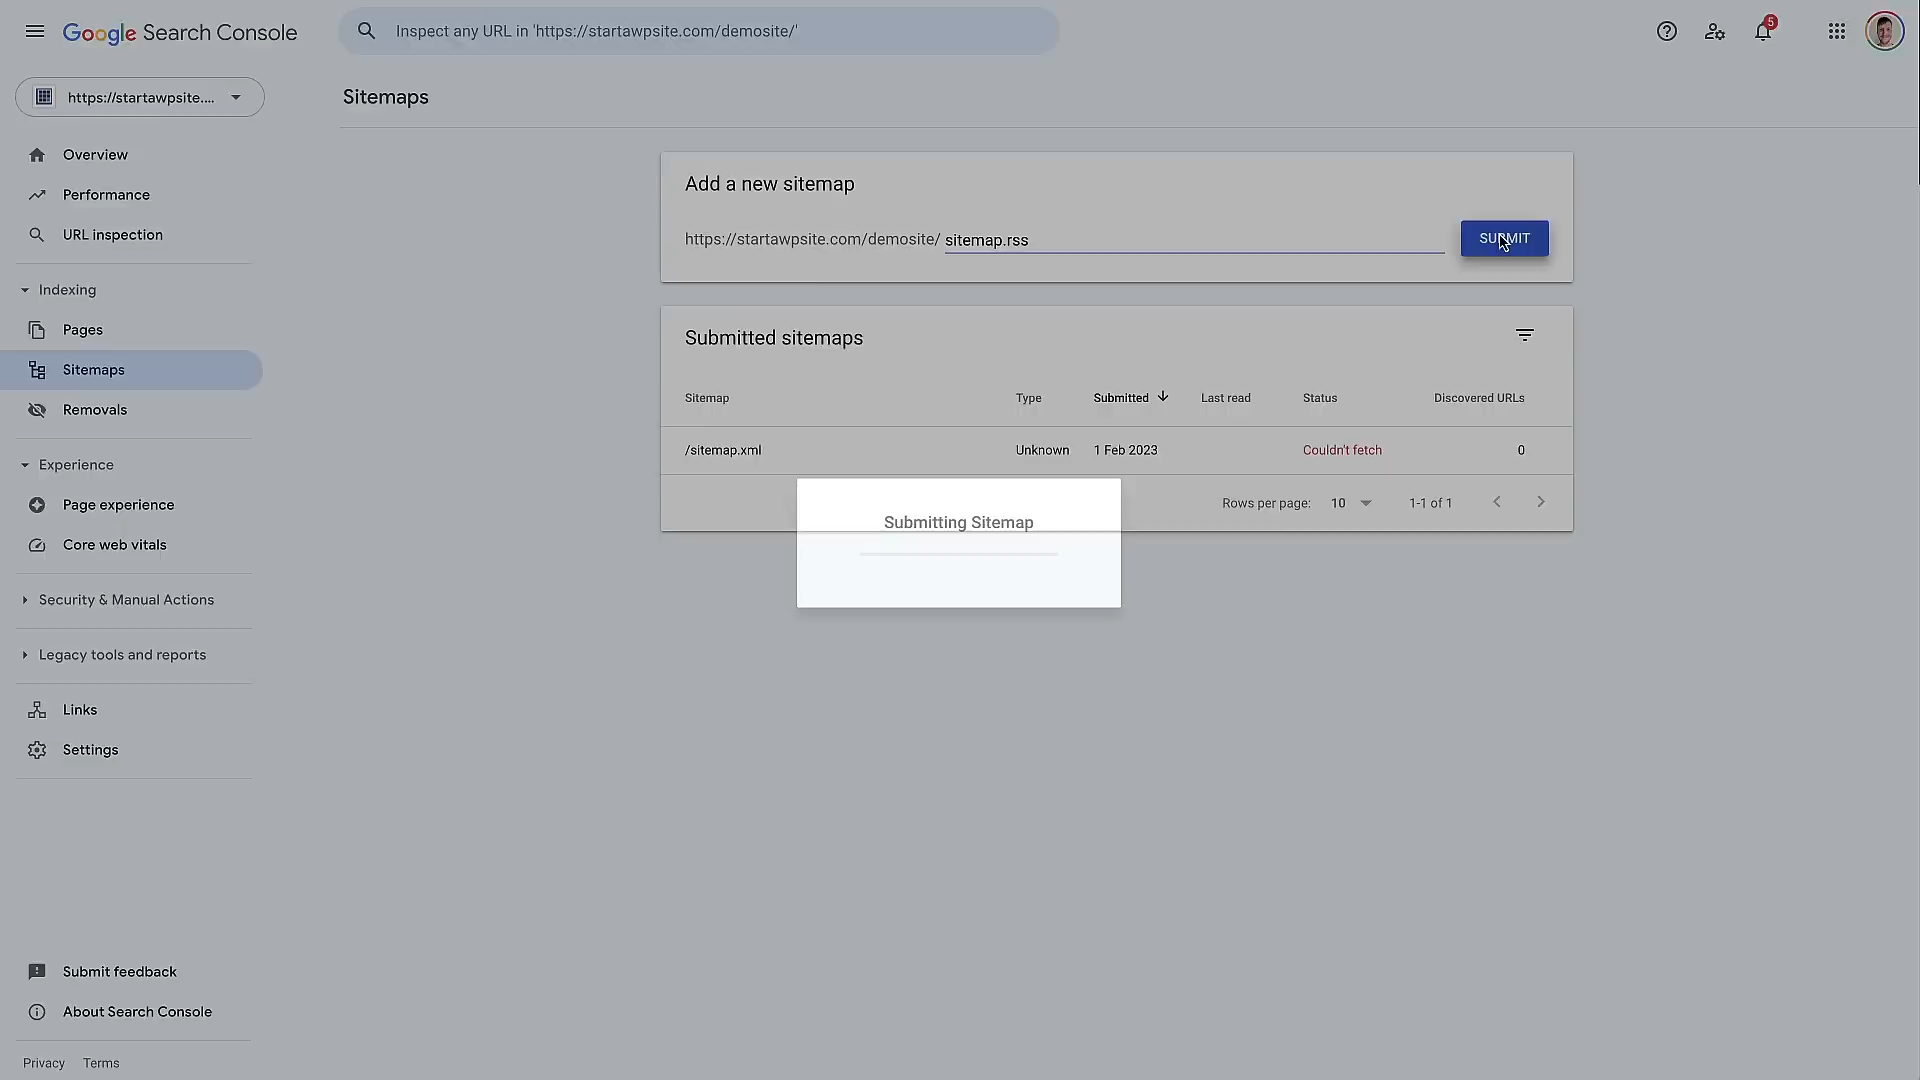 Google Search Console
Inspect any URL in 'https://startawpsite.com/demosite/'
5
https://startawpsite....
Sitemaps
Overview
Performance
URL inspection
Indexing
Pages
Sitemaps
Removals
Experience
Page experience
Core web vitals
Security & Manual Actions
Legacy tools and reports
Links
Settings
Submit feedback
About Search Console
Privacy Terms
Add a new sitemap
https://startawpsite.com/demosite/ sitemap.rss
SUBMIT
Submitted sitemaps
Sitemap Type Submitted Last read Status Discovered URLs
/sitemap.xml Unknown 1 Feb 2023 Couldn't fetch 0
Rows per page: 10 1-1 of 1
Submitting Sitemap